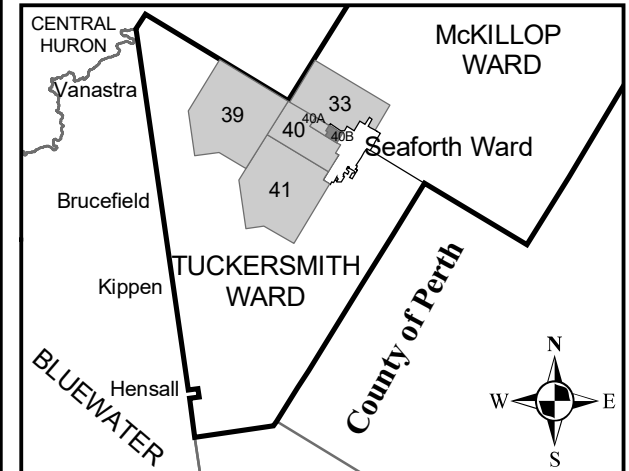 CENTRAL
HURON
McKILLOP
WARD
Vanastra
39
33
40A
40
40B
Seaforth Ward
41
Brucefield
TUCKERSMITH
WARD
Kippen
County of Perth
Hensall
BLUEWATER
N
W
E
S